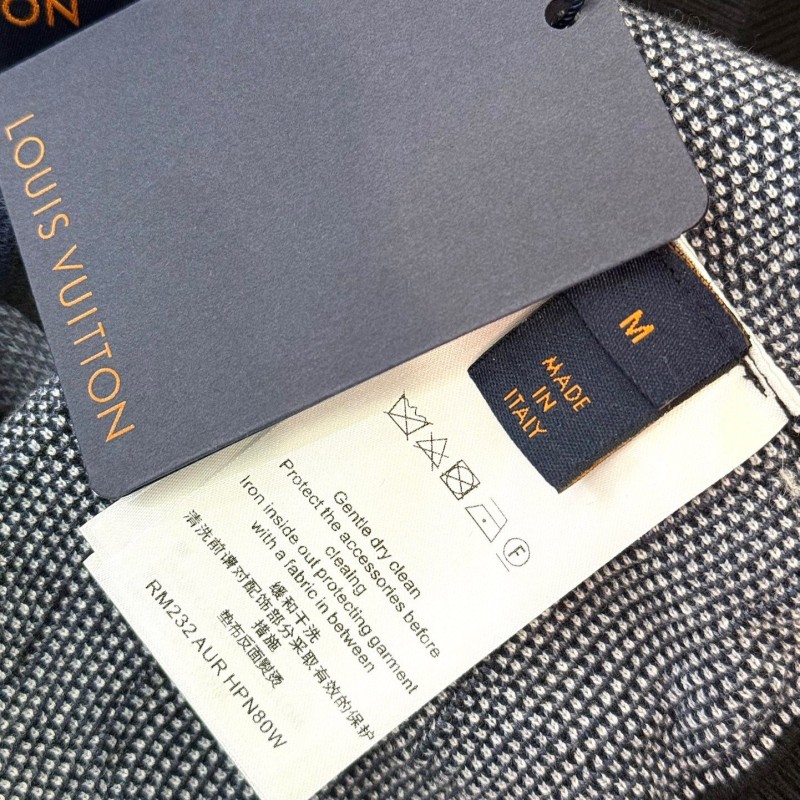 ON
LOUIS VUITTON
M
MADE
IN
ITALY
F
Gentle dry clean
Protect the accessories before
cleaing
Iron inside out protecting garment
with a fabric in between
缓和干洗
清洗前请对配饰部分采取有效的保护
措施
垫布反面熨烫
RM232 AUR HPN80W